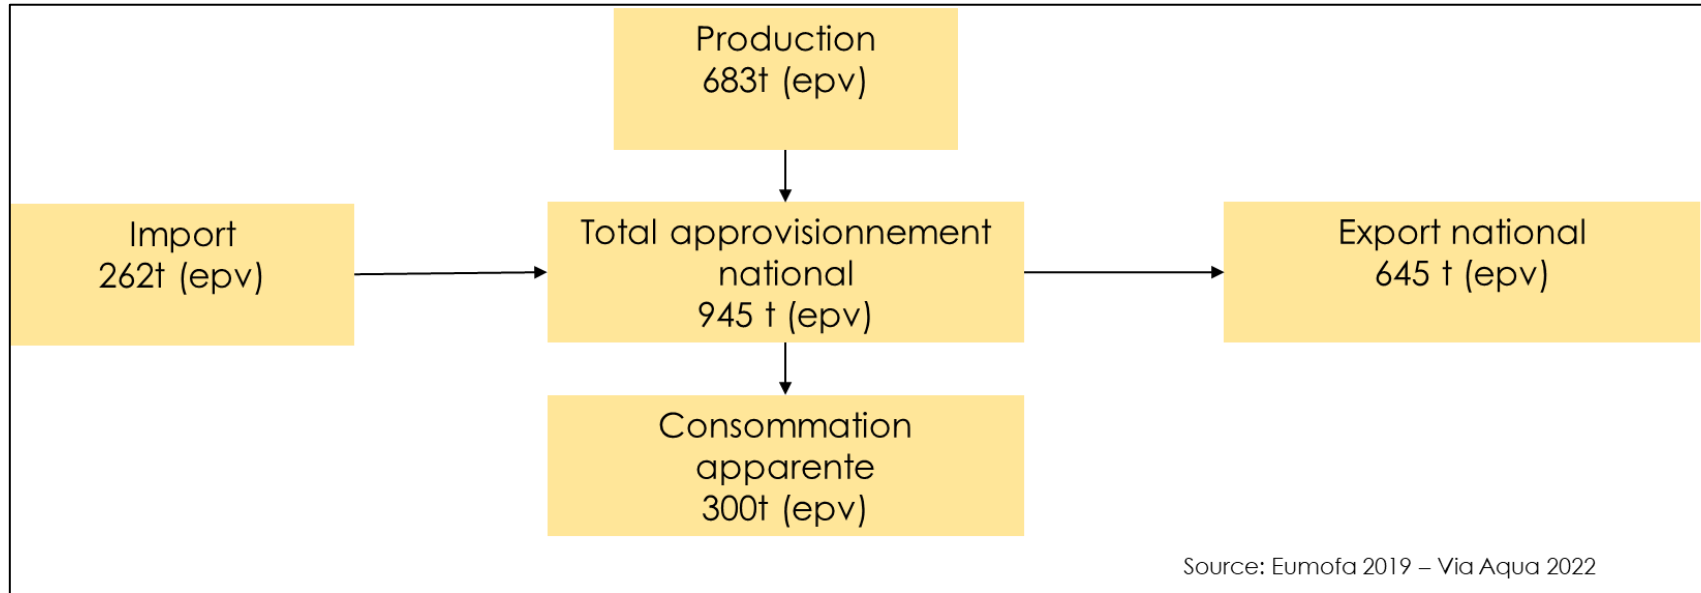 Production
683t (epv)
Import
262t (epv)
Total approvisionnement
national
945 t (epv)
Export national
645 t (epv)
Consommation
apparente
300t (epv)
Source: Eumofa 2019 – Via Aqua 2022